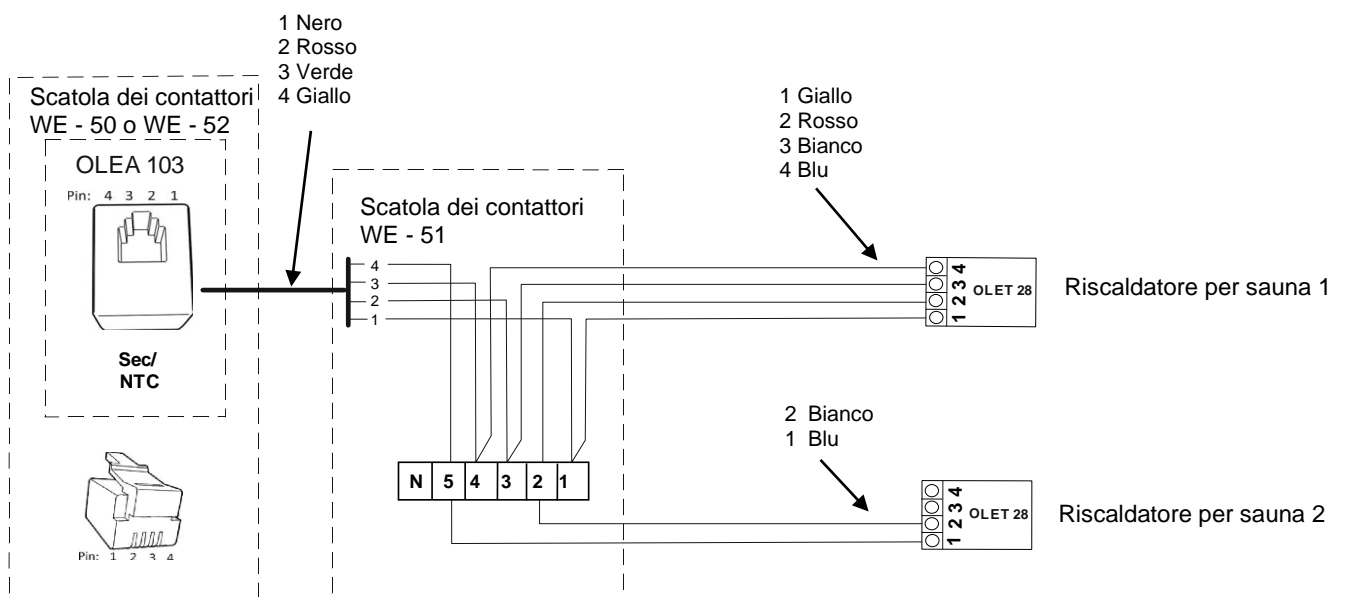 1 Nero
2 Rosso
3 Verde
4 Giallo
Scatola dei contattori
WE - 50 o WE - 52
OLEA 103
Pin: 4 3 2 1
Sec/
NTC
Pin: 1 2 3 4
Scatola dei contattori
WE - 51
4
3
2
1
N 5 4 3 2 1
1 Giallo
2 Rosso
3 Bianco
4 Blu
1 2 3 4
OLET 28
Riscaldatore per sauna 1
2 Bianco
1 Blu
1 2 3 4
OLET 28
Riscaldatore per sauna 2